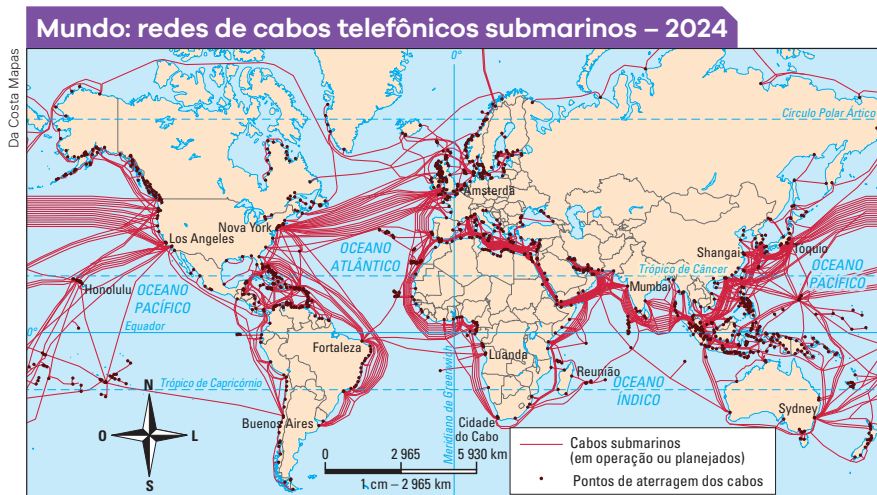 Mundo: redes de cabos telefônicos submarinos – 2024
Da Costa Mapas
0°
Círculo Polar Ártico
Amsterdã
Nova York
Los Angeles
OCEANO
ATLÂNTICO
Shangai
Tóquio
Trópico de Câncer
Mumbai
OCEANO
PACÍFICO
Honolulu
OCEANO
PACÍFICO
Equador
0°
Fortaleza
Meridiano de Greenwich
Luanda
Reunião
Trópico de Capricórnio
OCEANO
ÍNDICO
Sydney
Buenos Aires
Cidade
do Cabo
N
O
L
S
0 2 965 5 930 km
1 cm – 2 965 km
Cabos submarinos
(em operação ou planejados)
Pontos de aterragem dos cabos